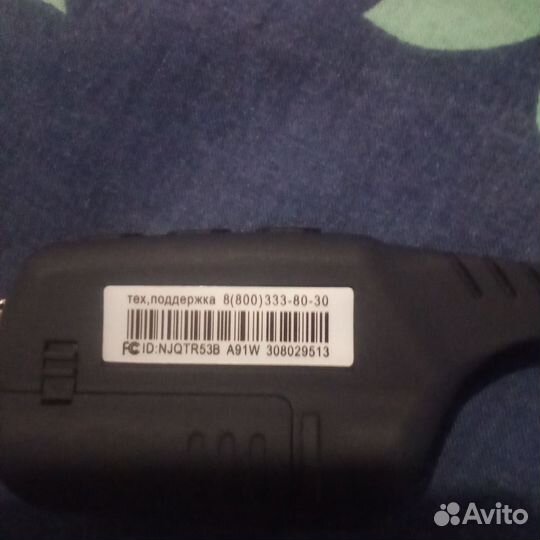 тех,поддержка 8(800)333-80-30
FC ID:NJQTR53B A91W 308029513
Avito